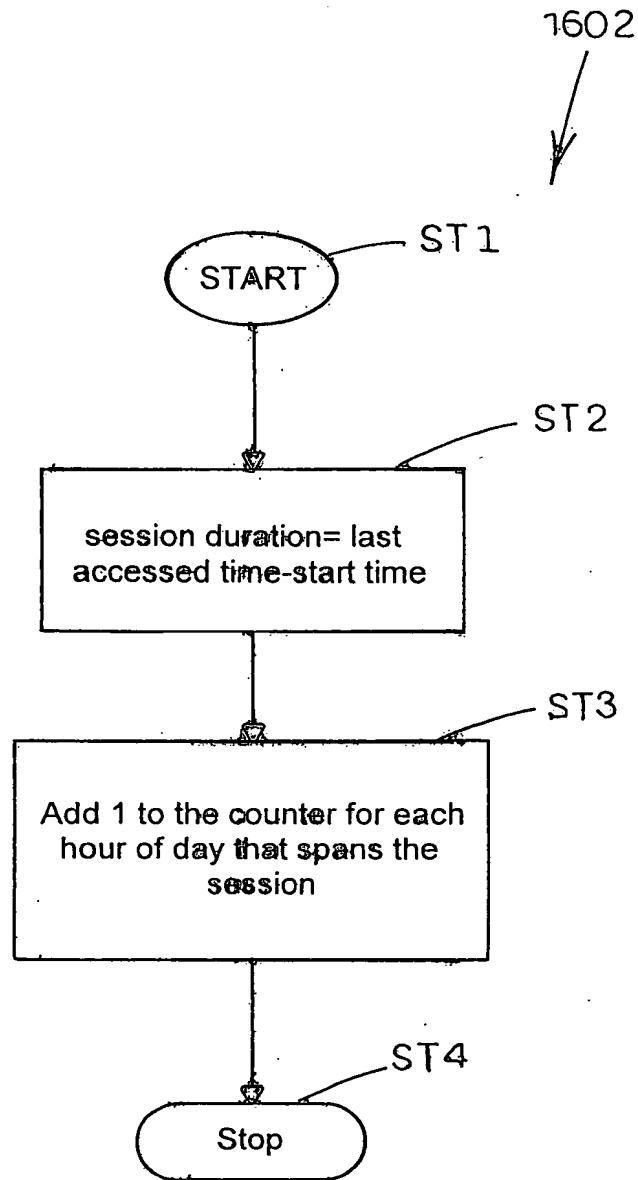 1602
ST1
START
ST2
session duration= last
accessed time-start time
ST3
Add 1 to the counter for each
hour of day that spans the
session
ST4
Stop